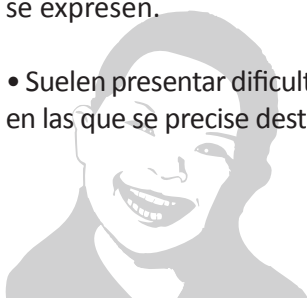 se expresen.
• Suelen presentar dificult
en las que se precise dest